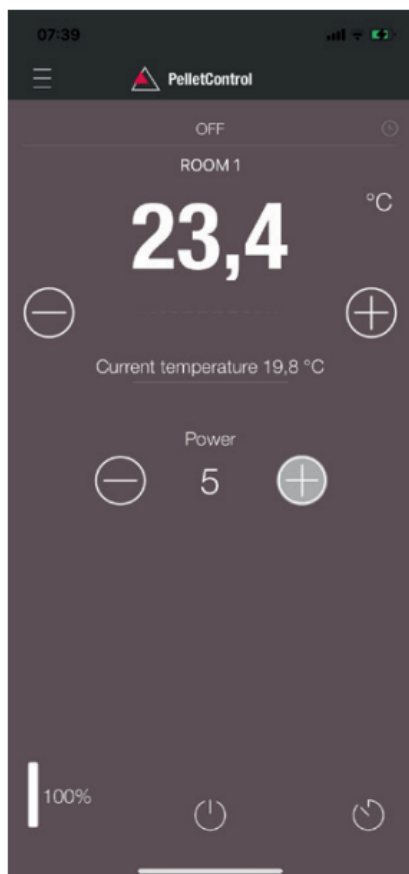 07:39
PelletControl
OFF
ROOM 1
23,4 °C
Current temperature 19,8 °C
Power
5
100%